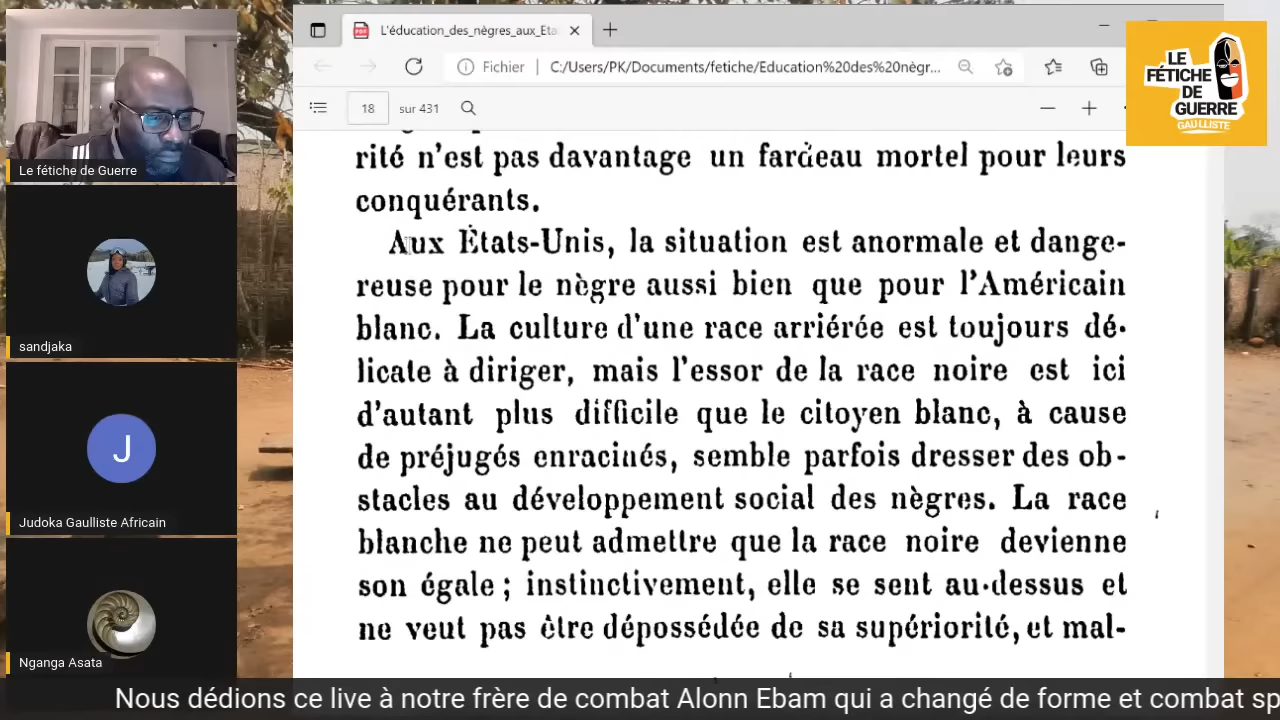 L'éducation_des_nègres_aux_Eta
Fichier
C:/Users/PK/Documents/fetiche/Education%20des%20nègr...
18
sur 431
LE
FÉTICHE
DE
GUERRE
GAULLISTE
Le fétiche de Guerre
sandjaka
J
Judoka Gaulliste Africain
Nganga Asata
rité n'est pas davantage un fardeau mortel pour leurs
conquérants.
Aux États-Unis, la situation est anormale et dange-
reuse pour le nègre aussi bien que pour l'Américain
blanc. La culture d'une race arriérée est toujours dé-
licate à diriger, mais l'essor de la race noire est ici
d'autant plus difficile que le citoyen blanc, à cause
de préjugés enracinés, semble parfois dresser des ob-
stacles au développement social des nègres. La race
blanche ne peut admettre que la race noire devienne
son égale ; instinctivement, elle se sent au-dessus et
ne veut pas être dépossédée de sa supériorité, et mal-
Nous dédions ce live à notre frère de combat Alonn Ebam qui a changé de forme et combat sp